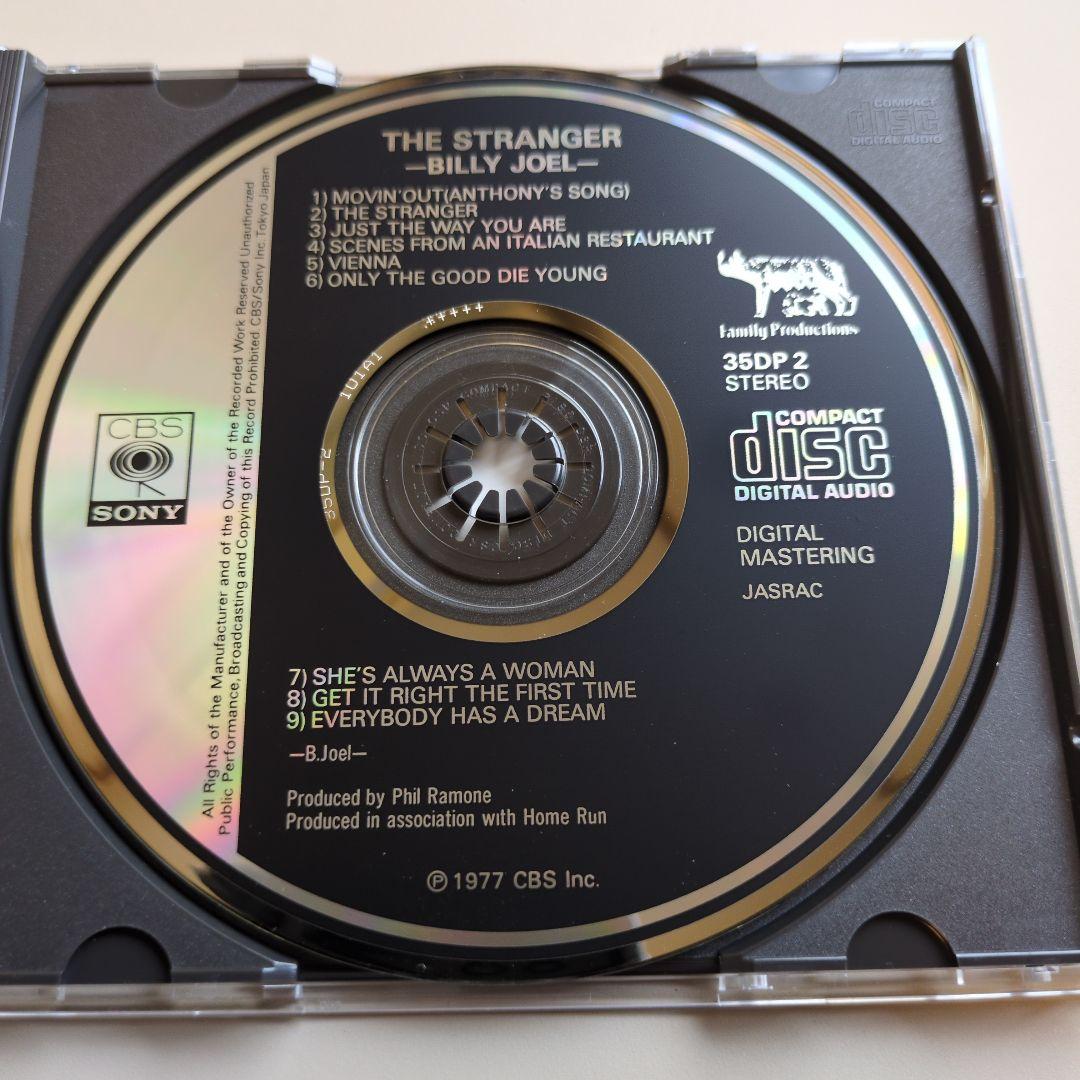 THE STRANGER
—BILLY JOEL—
1) MOVIN'OUT(ANTHONY'S SONG)
2) THE STRANGER
3) JUST THE WAY YOU ARE
4) SCENES FROM AN ITALIAN RESTAURANT
5) VIENNA
6) ONLY THE GOOD DIE YOUNG
Family Productions
35DP 2
STEREO
COMPACT
disc
DIGITAL AUDIO
DIGITAL
MASTERING
JASRAC
CBS
SONY
All Rights of the Manufacturer and of the Owner of the Recorded Work Reserved Unauthorized
Public Performance, Broadcasting and Copying of this Record Prohibited CBS/Sony Inc. Tokyo Japan
35DP-2 1U1A1 +++++
7) SHE'S ALWAYS A WOMAN
8) GET IT RIGHT THE FIRST TIME
9) EVERYBODY HAS A DREAM
—B.Joel—
Produced by Phil Ramone
Produced in association with Home Run
Ⓟ 1977 CBS Inc.
COMPACT
disc
DIGITAL AUDIO